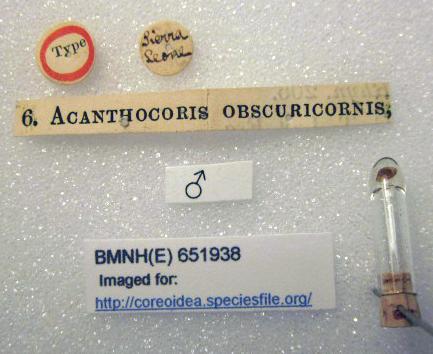 Type
Sierra
Leone
6. ACANTHOCORIS OBSCURICORNIS,
♂
BMNH(E) 651938
Imaged for:
http://coreoidea.speciesfile.org/